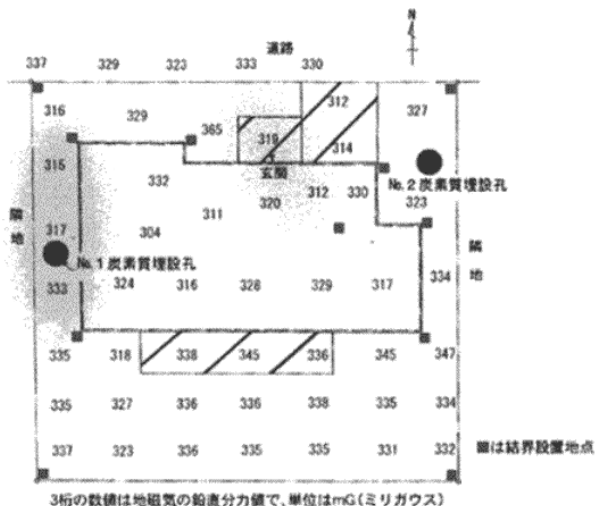 N
道路
337 329 323 333 330
316 329 365 312 327
319
315 314
玄関
332 312 330 No.2 炭素質埋設孔
320 323
311
317 304
隣地 隣地
No.1 炭素質埋設孔
333 324 316 328 329 317 334
335 318 338 345 336 345 347
335 327 336 336 338 335 334
337 323 336 335 335 331 332 ■は結界設置地点
3桁の数値は地磁気の鉛直分力値で、単位はmG(ミリガウス)